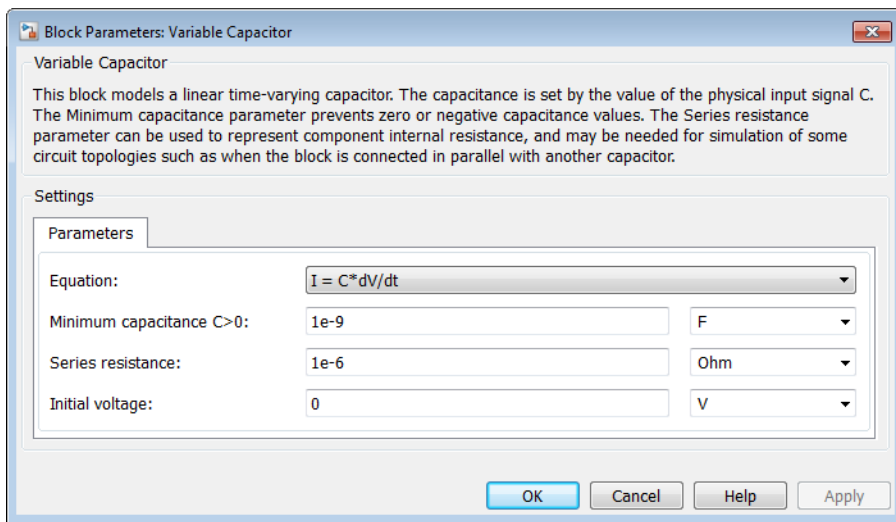 Block Parameters: Variable Capacitor
Variable Capacitor
This block models a linear time-varying capacitor. The capacitance is set by the value of the physical input signal C.
The Minimum capacitance parameter prevents zero or negative capacitance values. The Series resistance
parameter can be used to represent component internal resistance, and may be needed for simulation of some
circuit topologies such as when the block is connected in parallel with another capacitor.
Settings
Parameters
Equation: I = C*dV/dt
Minimum capacitance C>0: 1e-9 F
Series resistance: 1e-6 Ohm
Initial voltage: 0 V
OK Cancel Help Apply